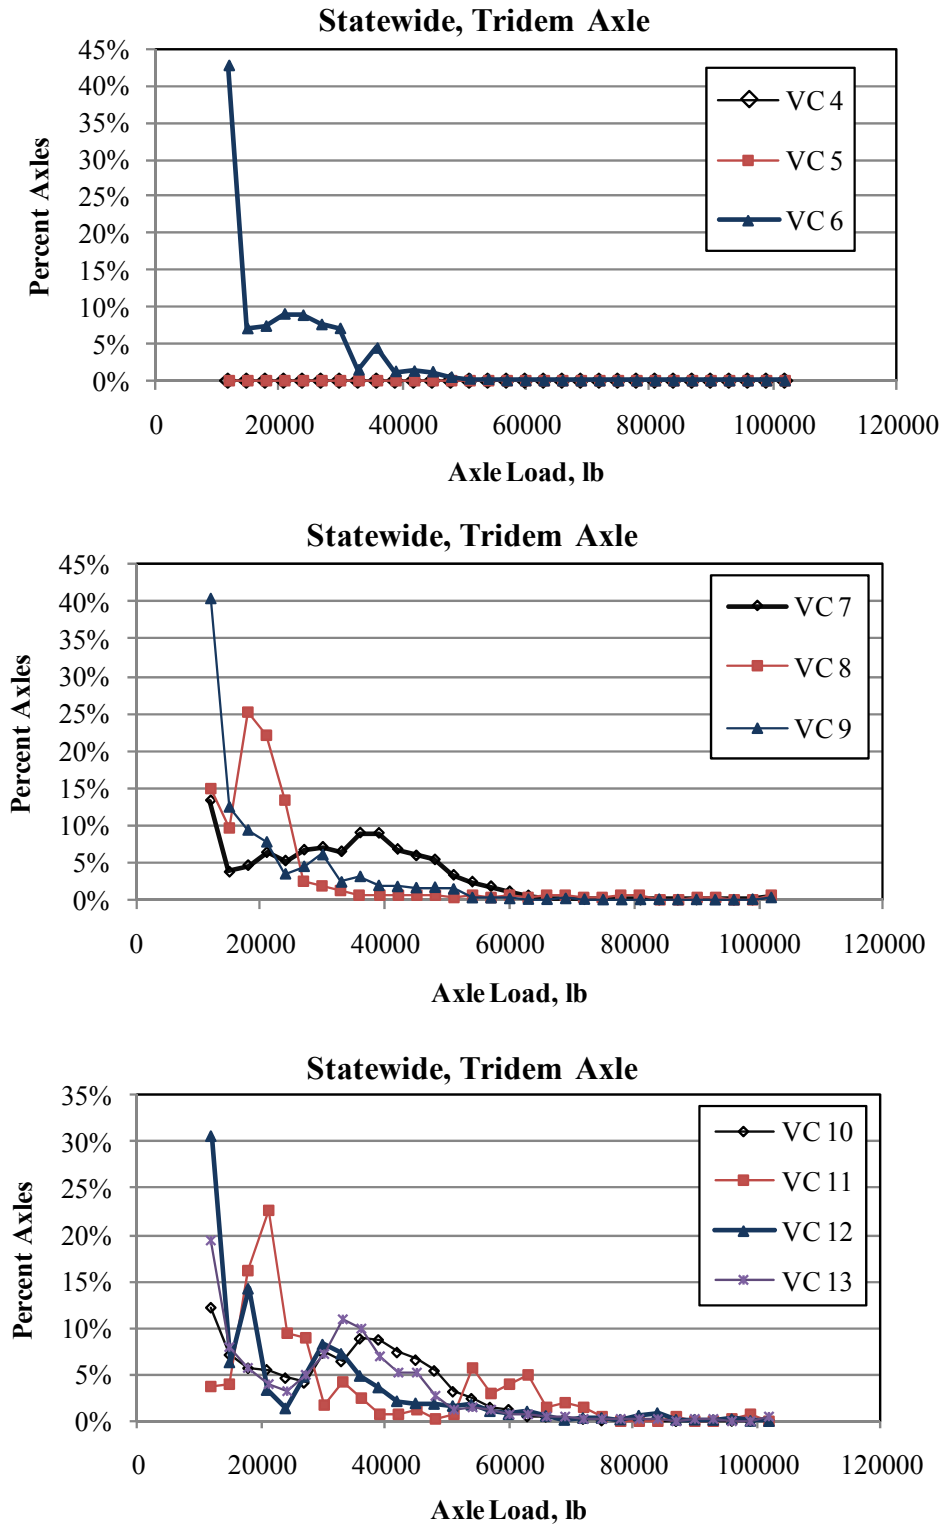 Statewide, Tridem Axle
45%
40%
35%
30%
25%
20%
15%
10%
5%
0%
Percent Axles
VC 4
VC 5
VC 6
0 20000 40000 60000 80000 100000 120000
Axle Load, lb
Statewide, Tridem Axle
45%
40%
35%
30%
25%
20%
15%
10%
5%
0%
Percent Axles
VC 7
VC 8
VC 9
0 20000 40000 60000 80000 100000 120000
Axle Load, lb
Statewide, Tridem Axle
35%
30%
25%
20%
15%
10%
5%
0%
Percent Axles
VC 10
VC 11
VC 12
VC 13
0 20000 40000 60000 80000 100000 120000
Axle Load, lb